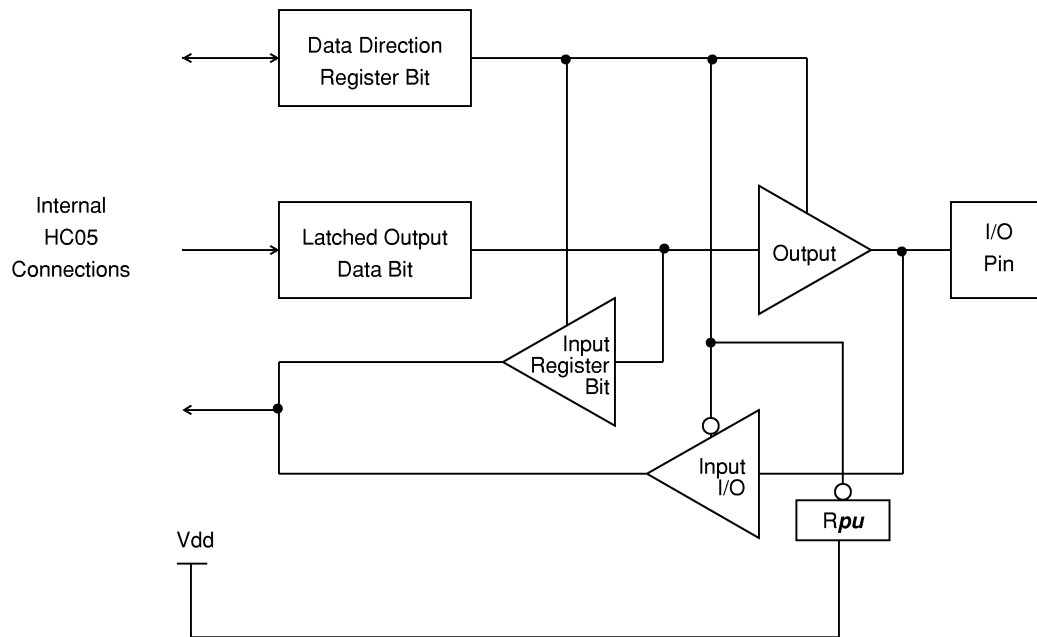 Data Direction
Register Bit
Internal
HC05
Connections
Latched Output
Data Bit
Output
I/O
Pin
Input
Register
Bit
Input
I/O
Rpu
Vdd